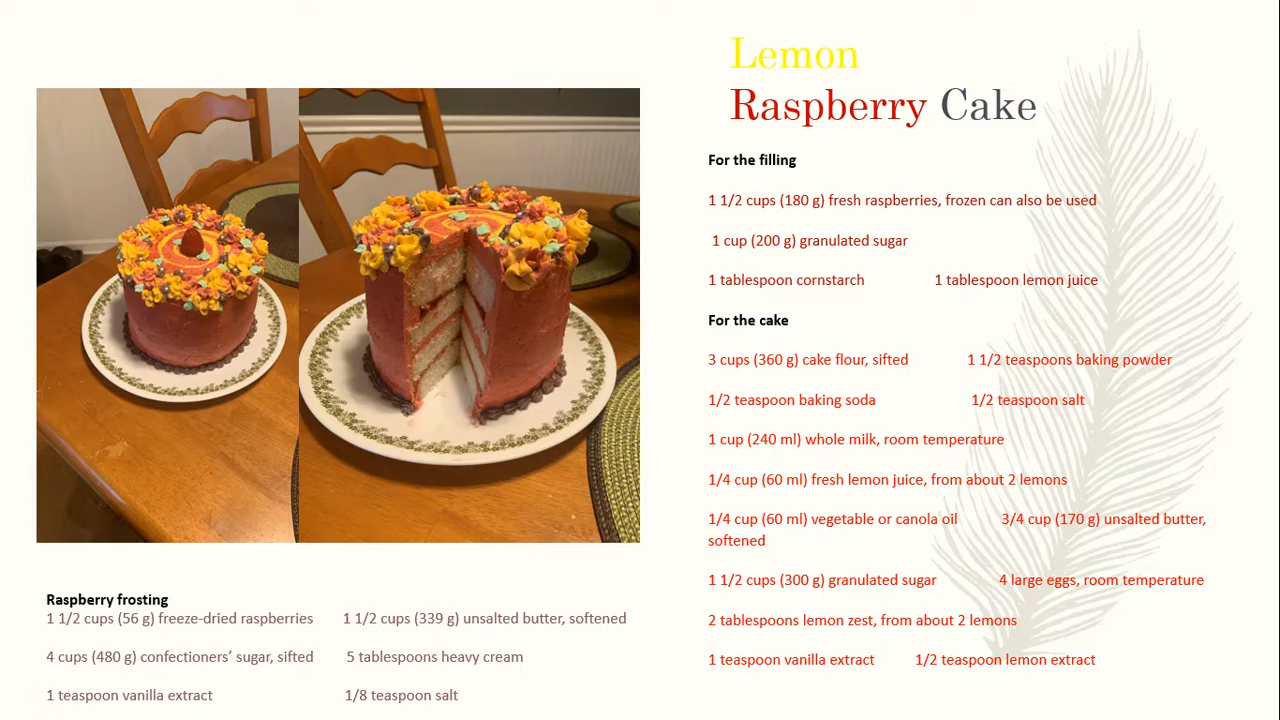 Lemon
Raspberry Cake
For the filling
1 1/2 cups (180 g) fresh raspberries, frozen can also be used
1 cup (200 g) granulated sugar
1 tablespoon cornstarch 1 tablespoon lemon juice
For the cake
3 cups (360 g) cake flour, sifted 1 1/2 teaspoons baking powder
1/2 teaspoon baking soda 1/2 teaspoon salt
1 cup (240 ml) whole milk, room temperature
1/4 cup (60 ml) fresh lemon juice, from about 2 lemons
1/4 cup (60 ml) vegetable or canola oil 3/4 cup (170 g) unsalted butter,
softened
1 1/2 cups (300 g) granulated sugar 4 large eggs, room temperature
2 tablespoons lemon zest, from about 2 lemons
1 teaspoon vanilla extract 1/2 teaspoon lemon extract
Raspberry frosting
1 1/2 cups (56 g) freeze-dried raspberries 1 1/2 cups (339 g) unsalted butter, softened
4 cups (480 g) confectioners’ sugar, sifted 5 tablespoons heavy cream
1 teaspoon vanilla extract 1/8 teaspoon salt